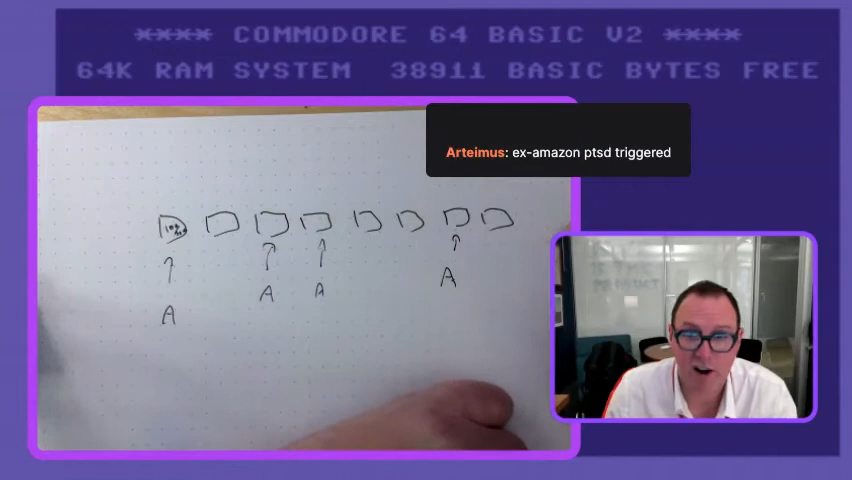 **** COMMODORE 64 BASIC V2 ****
64K RAM SYSTEM 38911 BASIC BYTES FREE
Arteimus: ex-amazon ptsd triggered
A A A A